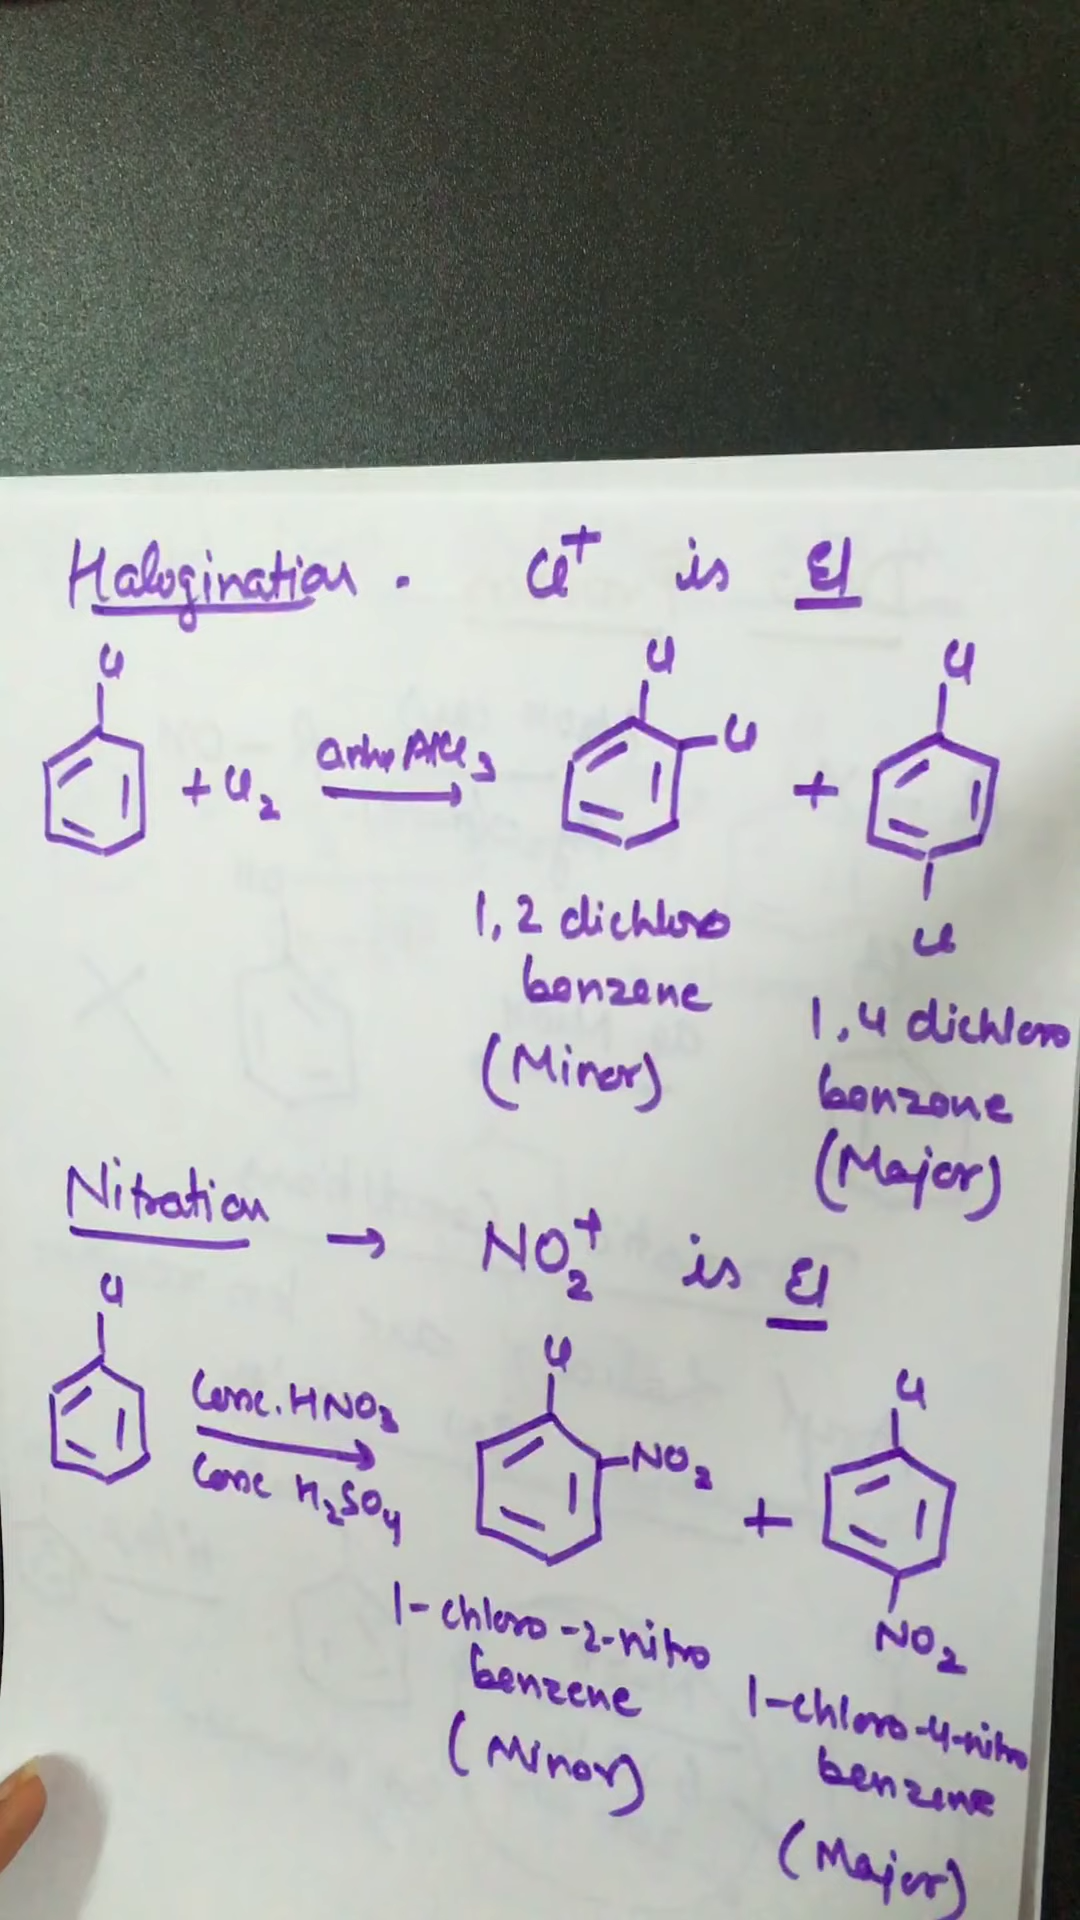 Halogination . Cl+ is El
Cl Cl Cl
+ Cl2 anhy AlCl3 Cl +
Cl
1,2 dichloro
benzene
(Minor)
1,4 dichloro
benzene
(Major)
Nitration → NO2+ is El
Cl Cl Cl
Conc. HNO3
Conc H2SO4
NO2 +
NO2
1-chloro-2-nitro
benzene
(Minor)
1-chloro-4-nitro
benzene
(Major)